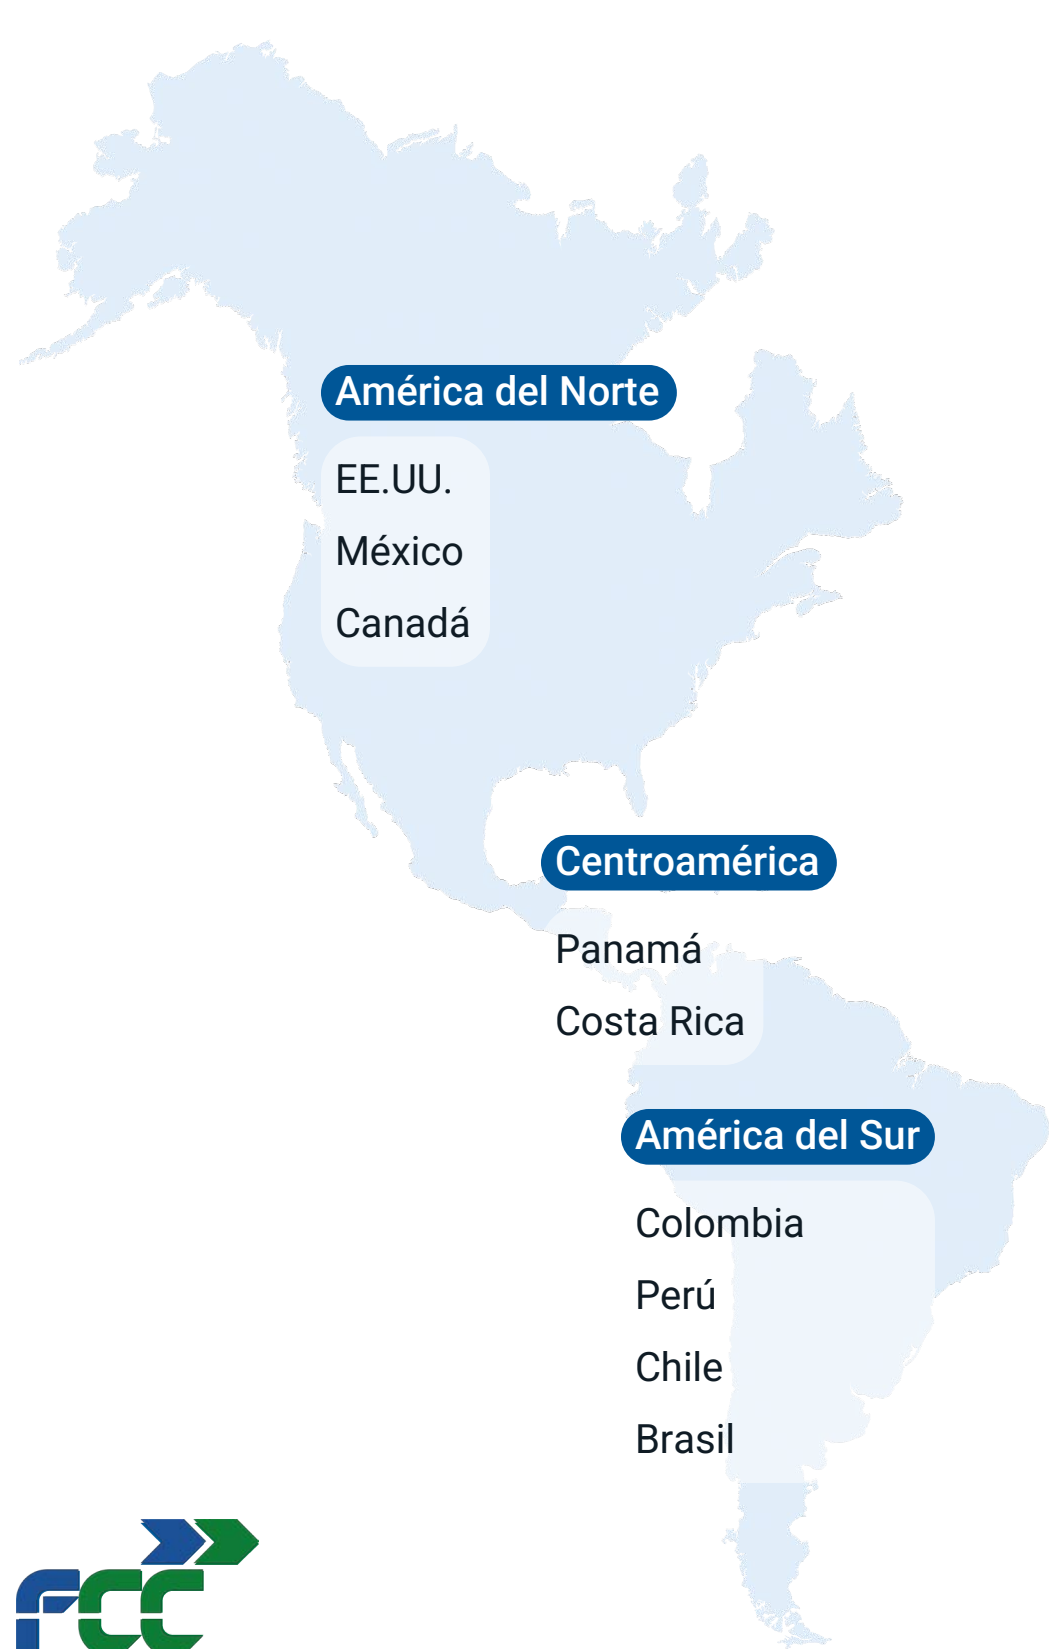 América del Norte
EE.UU.
México
Canadá
Centroamérica
Panamá
Costa Rica
América del Sur
Colombia
Perú
Chile
Brasil
FCC